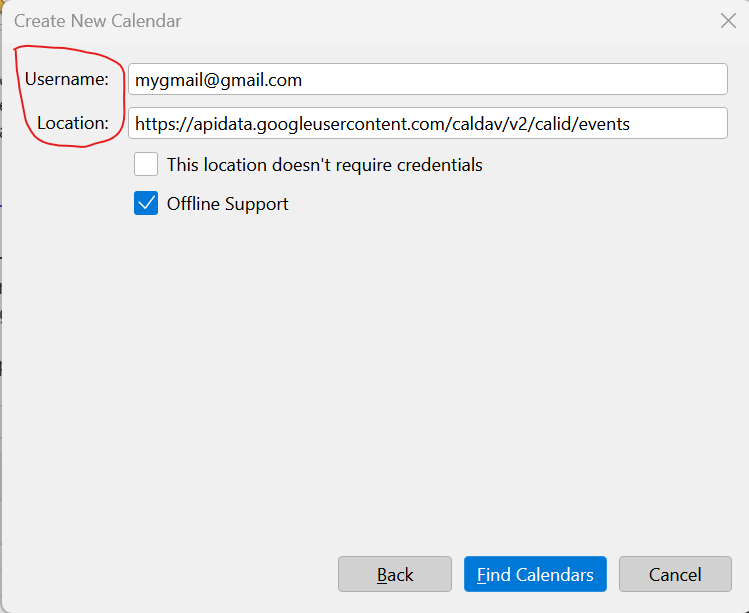 Create New Calendar
Username: mygmail@gmail.com
Location: https://apidata.googleusercontent.com/caldav/v2/calid/events
This location doesn't require credentials
Offline Support
Back Find Calendars Cancel